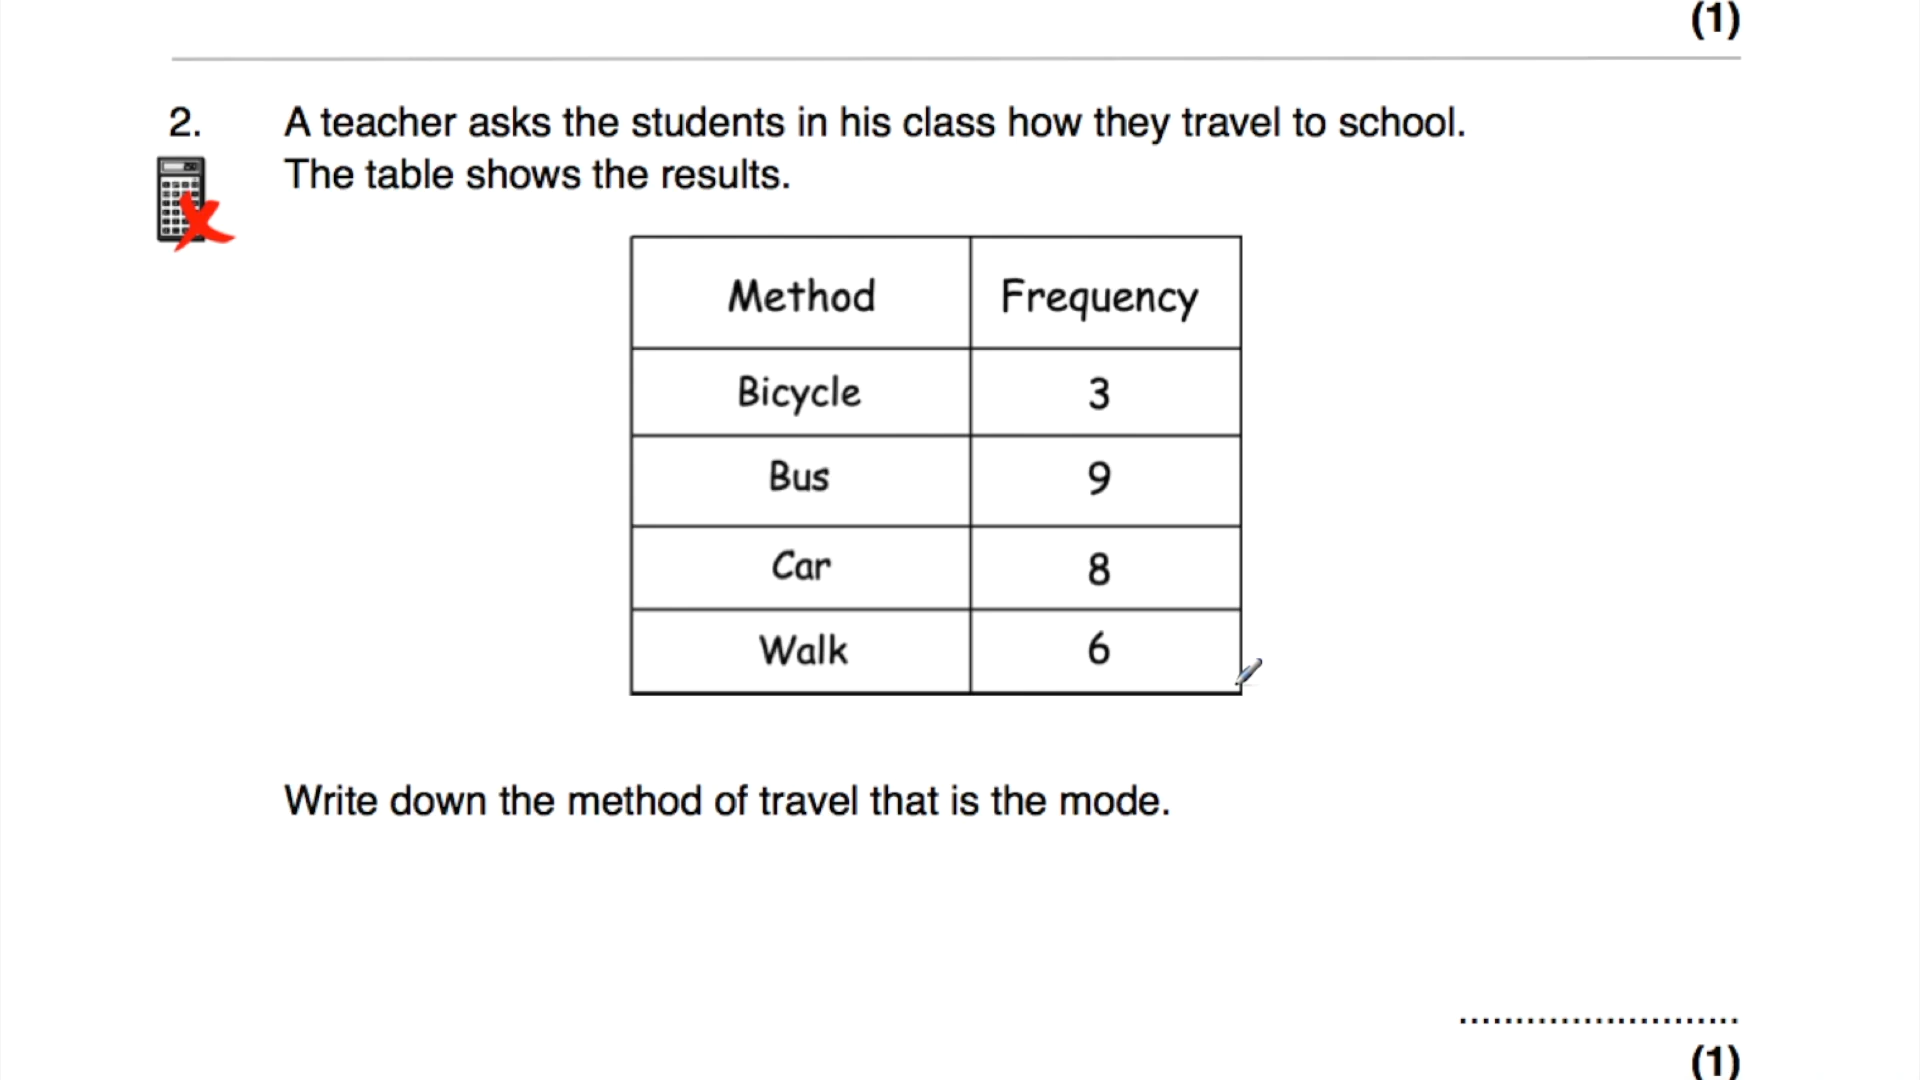 (1)
2. A teacher asks the students in his class how they travel to school.
The table shows the results.
Method Frequency
Bicycle 3
Bus 9
Car 8
Walk 6
Write down the method of travel that is the mode.
..........................
(1)